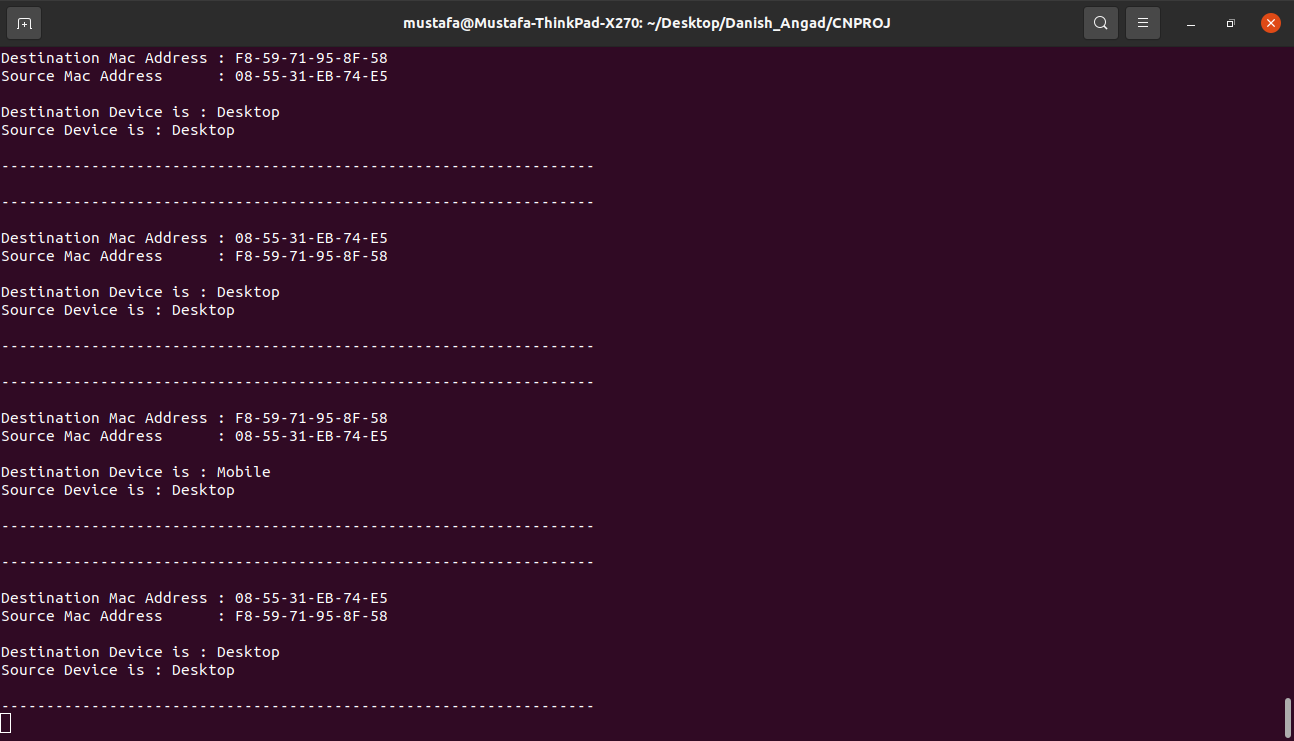 mustafa@Mustafa-ThinkPad-X270: ~/Desktop/Danish_Angad/CNPROJ
Destination Mac Address : F8-59-71-95-8F-58
Source Mac Address      : 08-55-31-EB-74-E5
Destination Device is : Desktop
Source Device is : Desktop
------------------------------------------------------------------
------------------------------------------------------------------
Destination Mac Address : 08-55-31-EB-74-E5
Source Mac Address      : F8-59-71-95-8F-58
Destination Device is : Desktop
Source Device is : Desktop
------------------------------------------------------------------
------------------------------------------------------------------
Destination Mac Address : F8-59-71-95-8F-58
Source Mac Address      : 08-55-31-EB-74-E5
Destination Device is : Mobile
Source Device is : Desktop
------------------------------------------------------------------
------------------------------------------------------------------
Destination Mac Address : 08-55-31-EB-74-E5
Source Mac Address      : F8-59-71-95-8F-58
Destination Device is : Desktop
Source Device is : Desktop
------------------------------------------------------------------